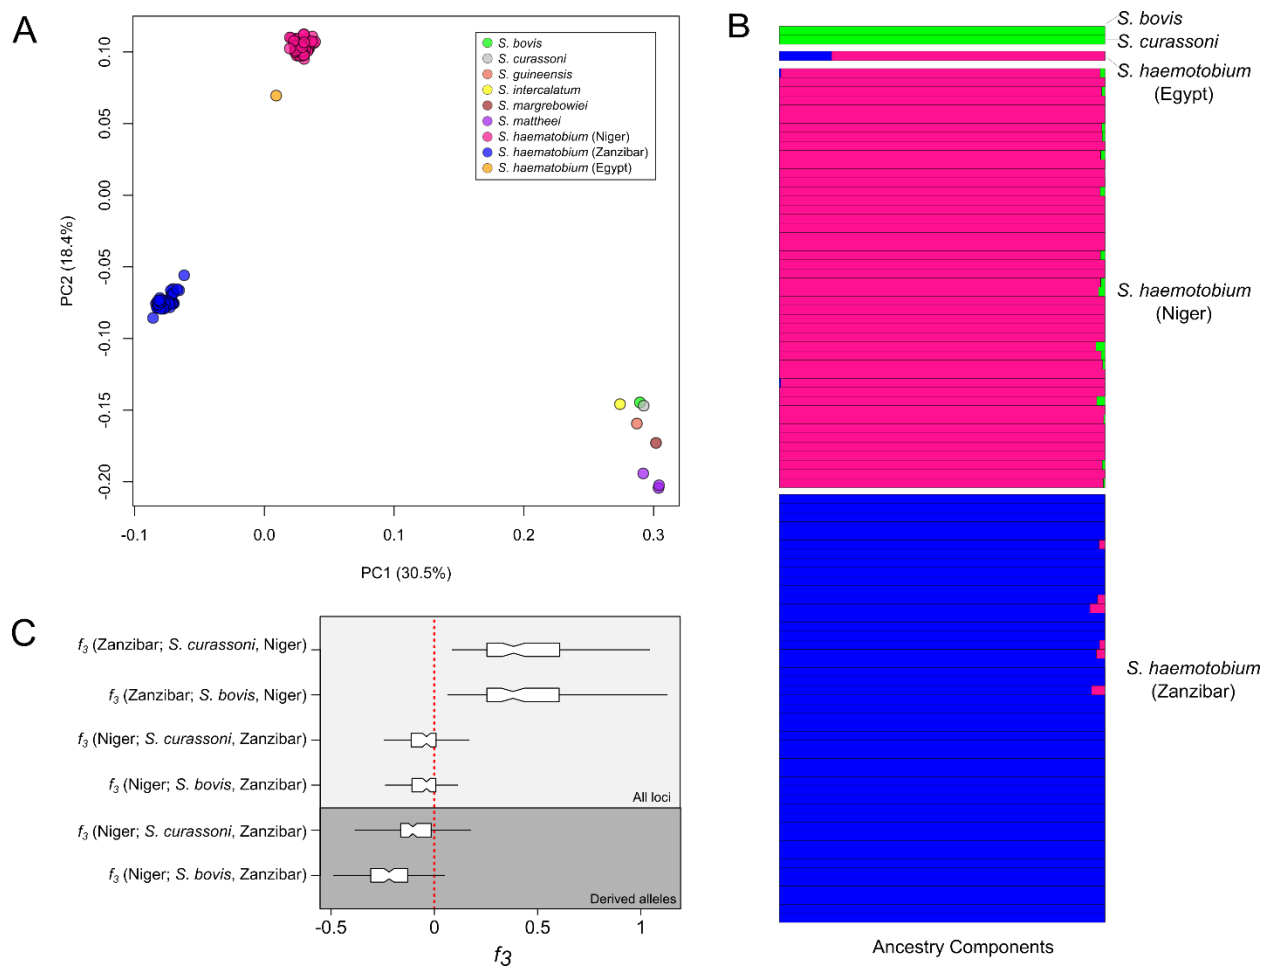 A
0.10
0.05
0.00
-0.05
-0.10
-0.15
-0.20
PC2 (18.4%)
-0.1
0.0
0.1
0.2
0.3
PC1 (30.5%)
S. bovis
S. curassoni
S. guineensis
S. intercalatum
S. margrebowiei
S. mattheei
S. haematobium (Niger)
S. haematobium (Zanzibar)
S. haematobium (Egypt)
B
S. bovis
S. curassoni
S. haemotobium
(Egypt)
S. haemotobium
(Niger)
S. haemotobium
(Zanzibar)
Ancestry Components
C
f3 (Zanzibar; S. curassoni, Niger)
f3 (Zanzibar; S. bovis, Niger)
f3 (Niger; S. curassoni, Zanzibar)
f3 (Niger; S. bovis, Zanzibar)
All loci
f3 (Niger; S. curassoni, Zanzibar)
f3 (Niger; S. bovis, Zanzibar)
Derived alleles
-0.5
0
0.5
1
f3